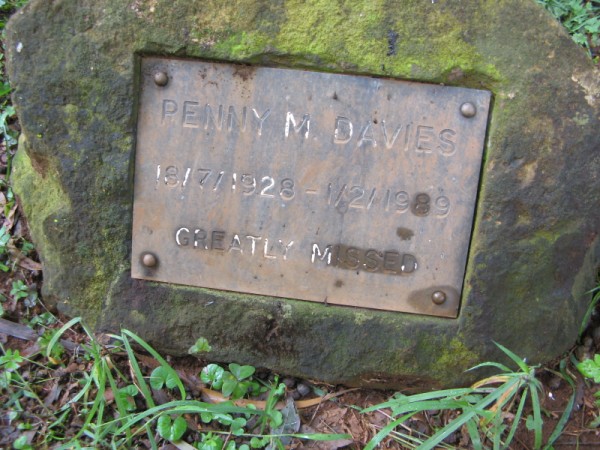 PENNY M. DAVIES
18/7/1928 - 1/2/1989
GREATLY MISSED